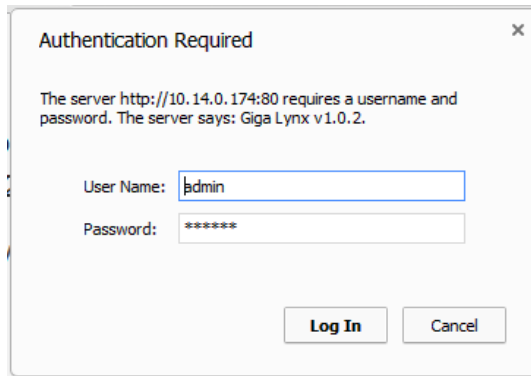 Authentication Required
The server http://10.14.0.174:80 requires a username and
password. The server says: Giga Lynx v1.0.2.
User Name: admin
Password: ******
Log In Cancel